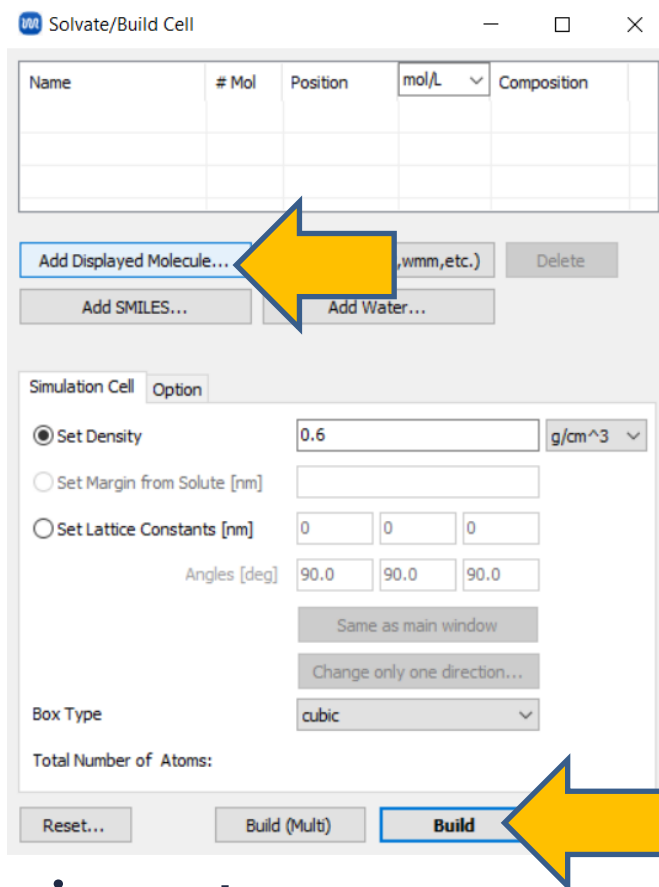 Solvate/Build Cell
Name # Mol Position mol/L Composition
Add Displayed Molecule... ,wmm,etc.) Delete
Add SMILES... Add Water...
Simulation Cell Option
Set Density 0.6 g/cm^3
Set Margin from Solute [nm]
Set Lattice Constants [nm] 0 0 0
Angles [deg] 90.0 90.0 90.0
Same as main window
Change only one direction...
Box Type cubic
Total Number of Atoms:
Reset... Build (Multi) Build